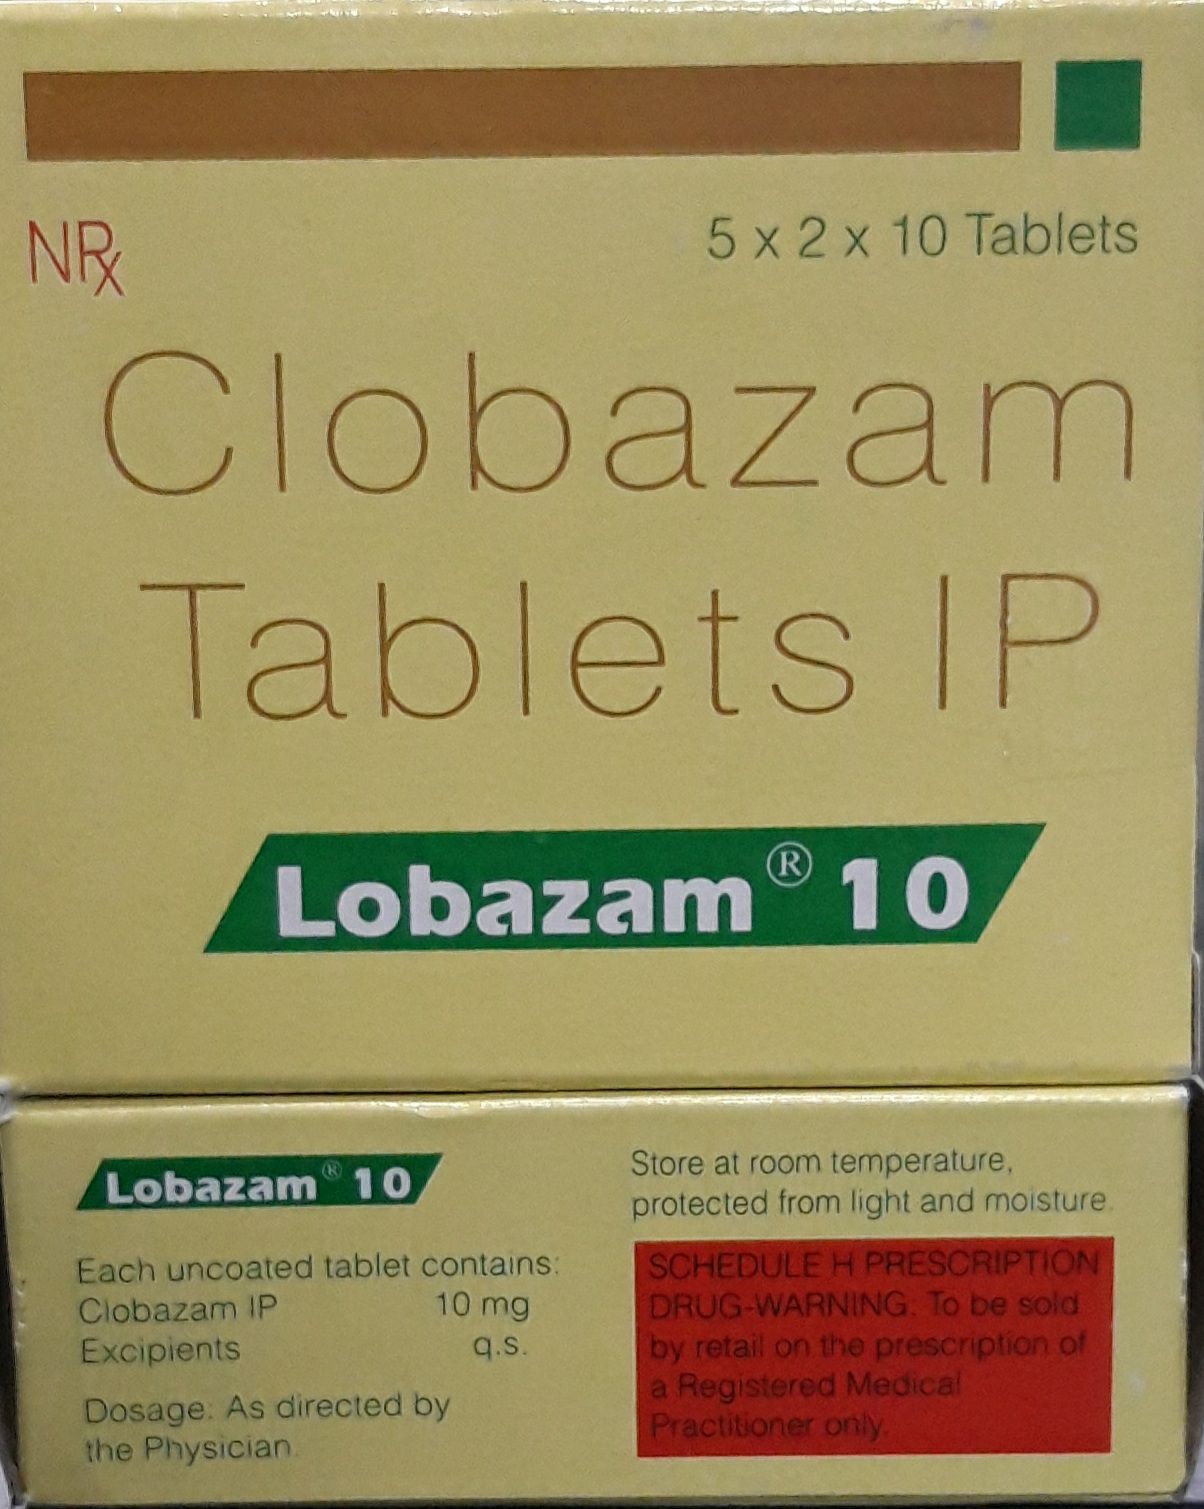 NRx
5 x 2 x 10 Tablets
Clobazam
Tablets IP
Lobazam® 10
Lobazam® 10
Each uncoated tablet contains:
Clobazam IP 10 mg
Excipients q.s.
Dosage: As directed by
the Physician.
Store at room temperature,
protected from light and moisture.
SCHEDULE H PRESCRIPTION
DRUG-WARNING: To be sold
by retail on the prescription of
a Registered Medical
Practitioner only.